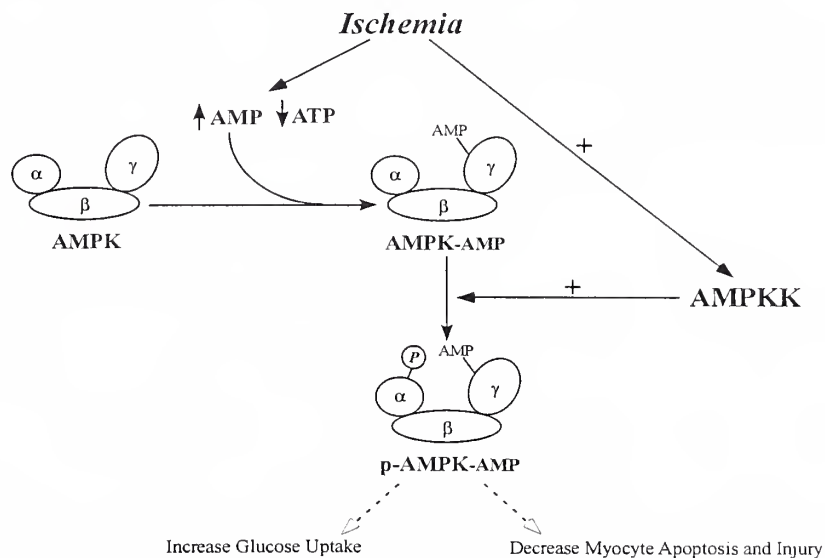 Ischemia
↑ AMP ↓ ATP
+
AMP
α
γ
β
AMPK
α
γ
β
AMPK-AMP
+
AMPKK
P
AMP
α
γ
β
p-AMPK-AMP
Increase Glucose Uptake
Decrease Myocyte Apoptosis and Injury